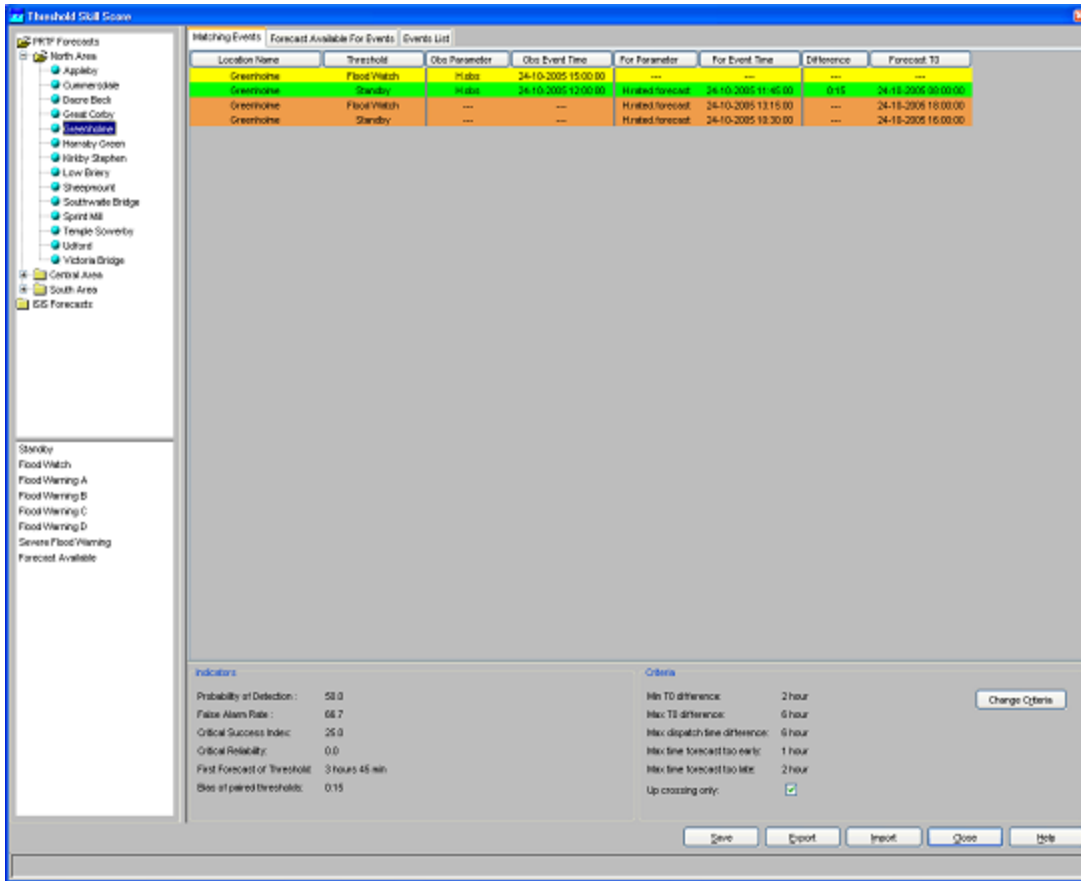 Threshold Skill Score
PRTF Forecasts
North Area
Appleby
Cummersdale
Dacre Beck
Great Corby
Greenholme
Harraby Green
Kirkby Stephen
Low Briery
Sheepmount
Southwaite Bridge
Sprint Mill
Temple Sowerby
Udford
Victoria Bridge
Central Area
South Area
ISIS Forecasts
Standby
Flood Watch
Flood Warning A
Flood Warning B
Flood Warning C
Flood Warning D
Severe Flood Warning
Forecast Available
Matching Events Forecast Available For Events Events List
Location Name Threshold Obs Parameter Obs Event Time For Parameter For Event Time Difference Forecast T0
Greenholme Flood Watch H.obs 24-10-2005 15:00:00 --- --- --- ---
Greenholme Standby H.obs 24-10-2005 12:00:00 H.rated.forecast 24-10-2005 11:45:00 0:15 24-10-2005 08:00:00
Greenholme Flood Watch --- --- H.rated.forecast 24-10-2005 13:15:00 --- 24-10-2005 18:00:00
Greenholme Standby --- --- H.rated.forecast 24-10-2005 10:30:00 --- 24-10-2005 16:00:00
Indicators
Probability of Detection : 50.0
False Alarm Rate : 66.7
Critical Success Index: 25.0
Critical Reliability: 0.0
First Forecast of Threshold: 3 hours 45 min
Bias of paired thresholds: 0:15
Criteria
Min T0 difference: 2 hour
Max T0 difference: 6 hour
Max dispatch time difference: 6 hour
Max time forecast too early: 1 hour
Max time forecast too late: 2 hour
Up crossing only:
Change Criteria
Save Export Import Close Help